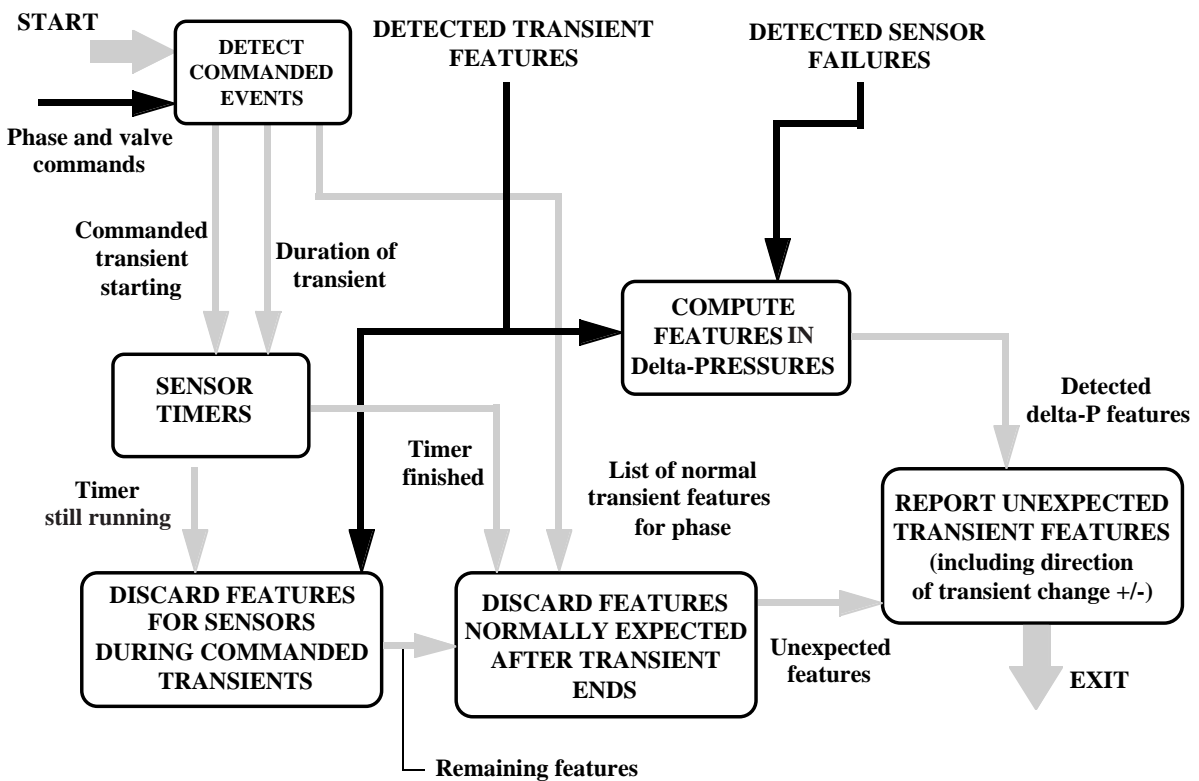 START
DETECT
COMMANDED
EVENTS
DETECTED TRANSIENT
FEATURES
DETECTED SENSOR
FAILURES
Phase and valve
commands
Commanded
transient
starting
Duration of
transient
COMPUTE
FEATURES IN
Delta-PRESSURES
SENSOR
TIMERS
Detected
delta-P features
Timer
finished
List of normal
transient features
for phase
Timer
still running
REPORT UNEXPECTED
TRANSIENT FEATURES
(including direction
of transient change +/-)
DISCARD FEATURES
FOR SENSORS
DURING COMMANDED
TRANSIENTS
DISCARD FEATURES
NORMALLY EXPECTED
AFTER TRANSIENT
ENDS
Unexpected
features
EXIT
Remaining features